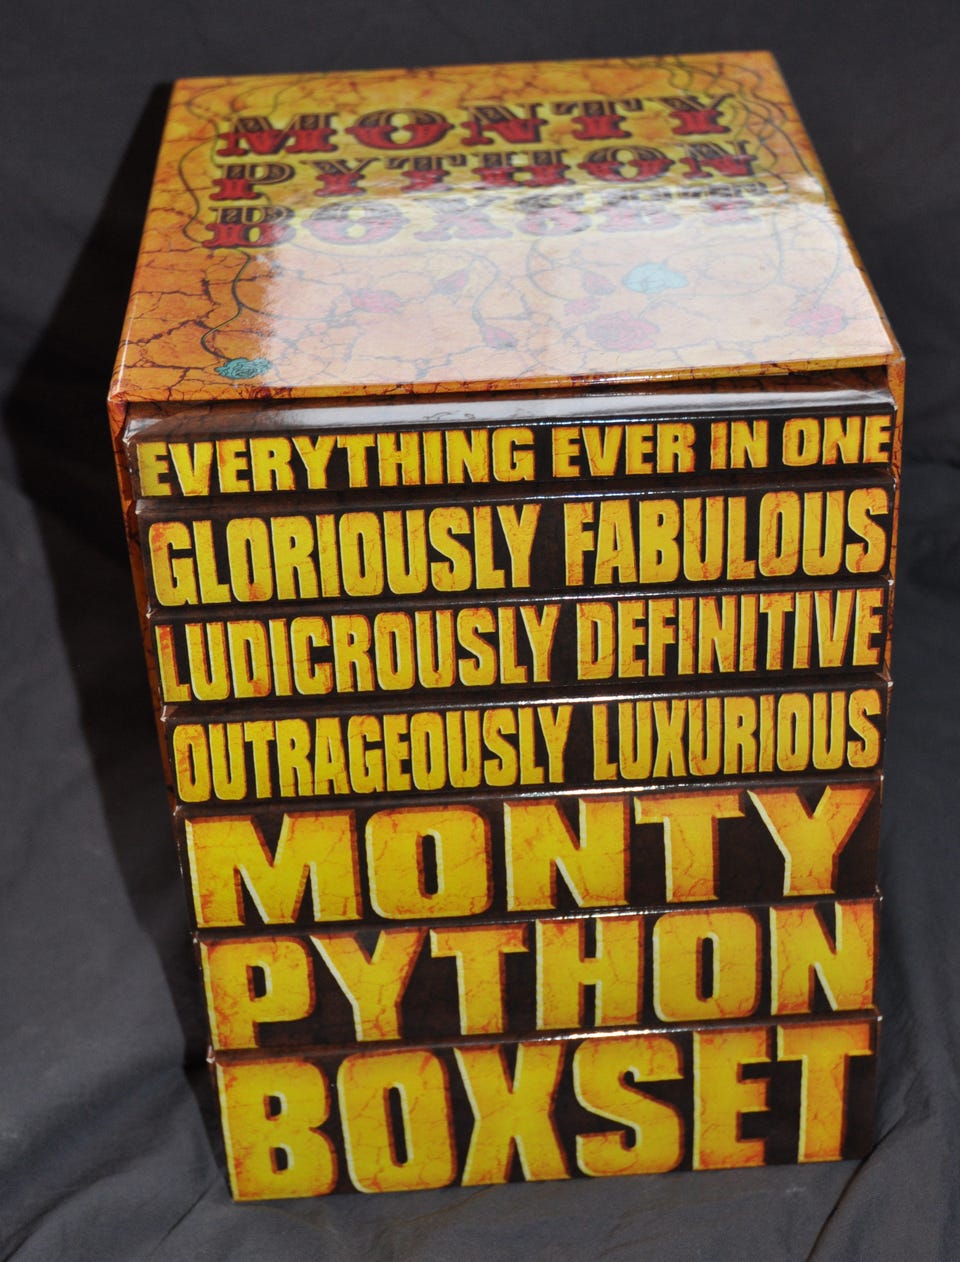 MONTY
PYTHON
BOXSET
EVERYTHING EVER IN ONE
GLORIOUSLY FABULOUS
LUDICROUSLY DEFINITIVE
OUTRAGEOUSLY LUXURIOUS
MONTY
PYTHON
BOXSET